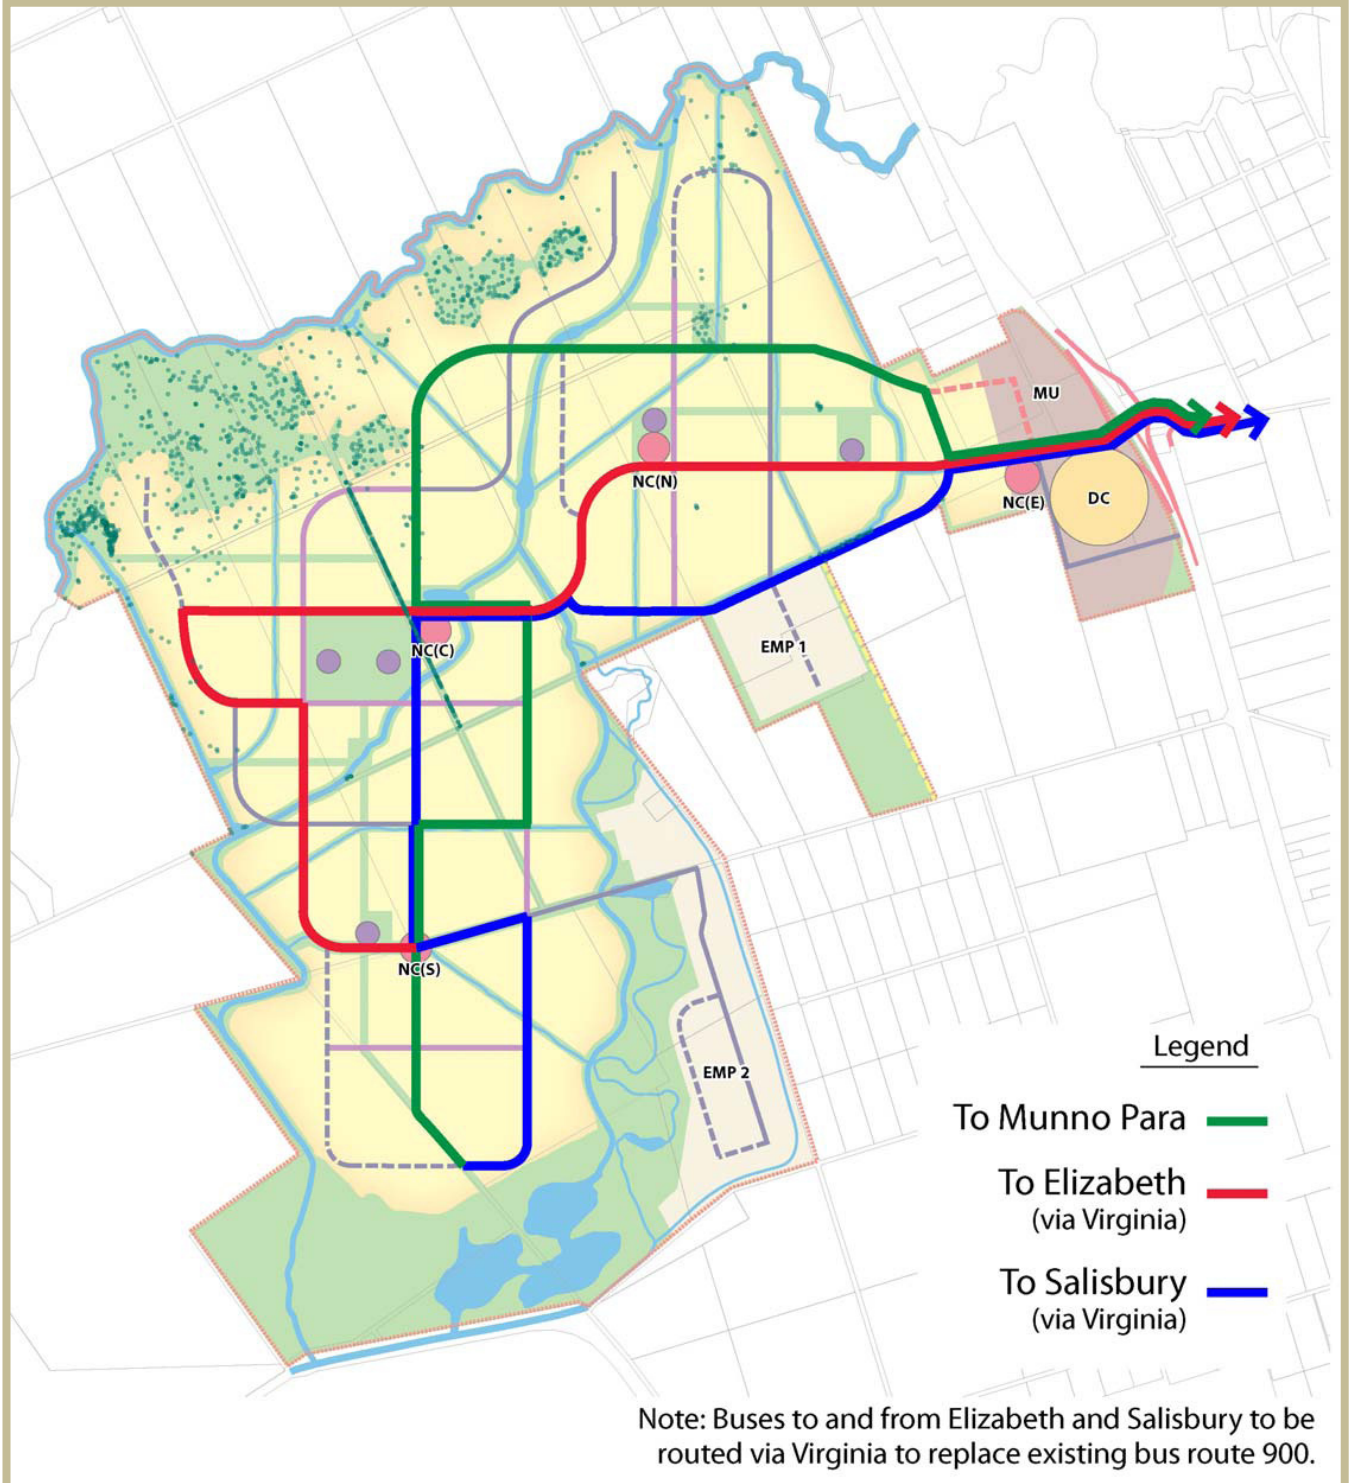 MU
NC(N)
NC(E)
DC
NC(C)
EMP 1
NC(S)
EMP 2
Legend
To Munno Para
To Elizabeth
(via Virginia)
To Salisbury
(via Virginia)
Note: Buses to and from Elizabeth and Salisbury to be
routed via Virginia to replace existing bus route 900.